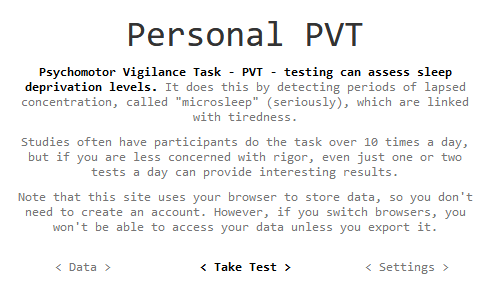 Personal PVT
Psychomotor Vigilance Task - PVT - testing can assess sleep
deprivation levels. It does this by detecting periods of lapsed
concentration, called "microsleep" (seriously), which are linked
with tiredness.
Studies often have participants do the task over 10 times a day,
but if you are less concerned with rigor, even just one or two
tests a day can provide interesting results.
Note that this site uses your browser to store data, so you don't
need to create an account. However, if you switch browsers, you
won't be able to access your data unless you export it.
< Data > < Take Test > < Settings >